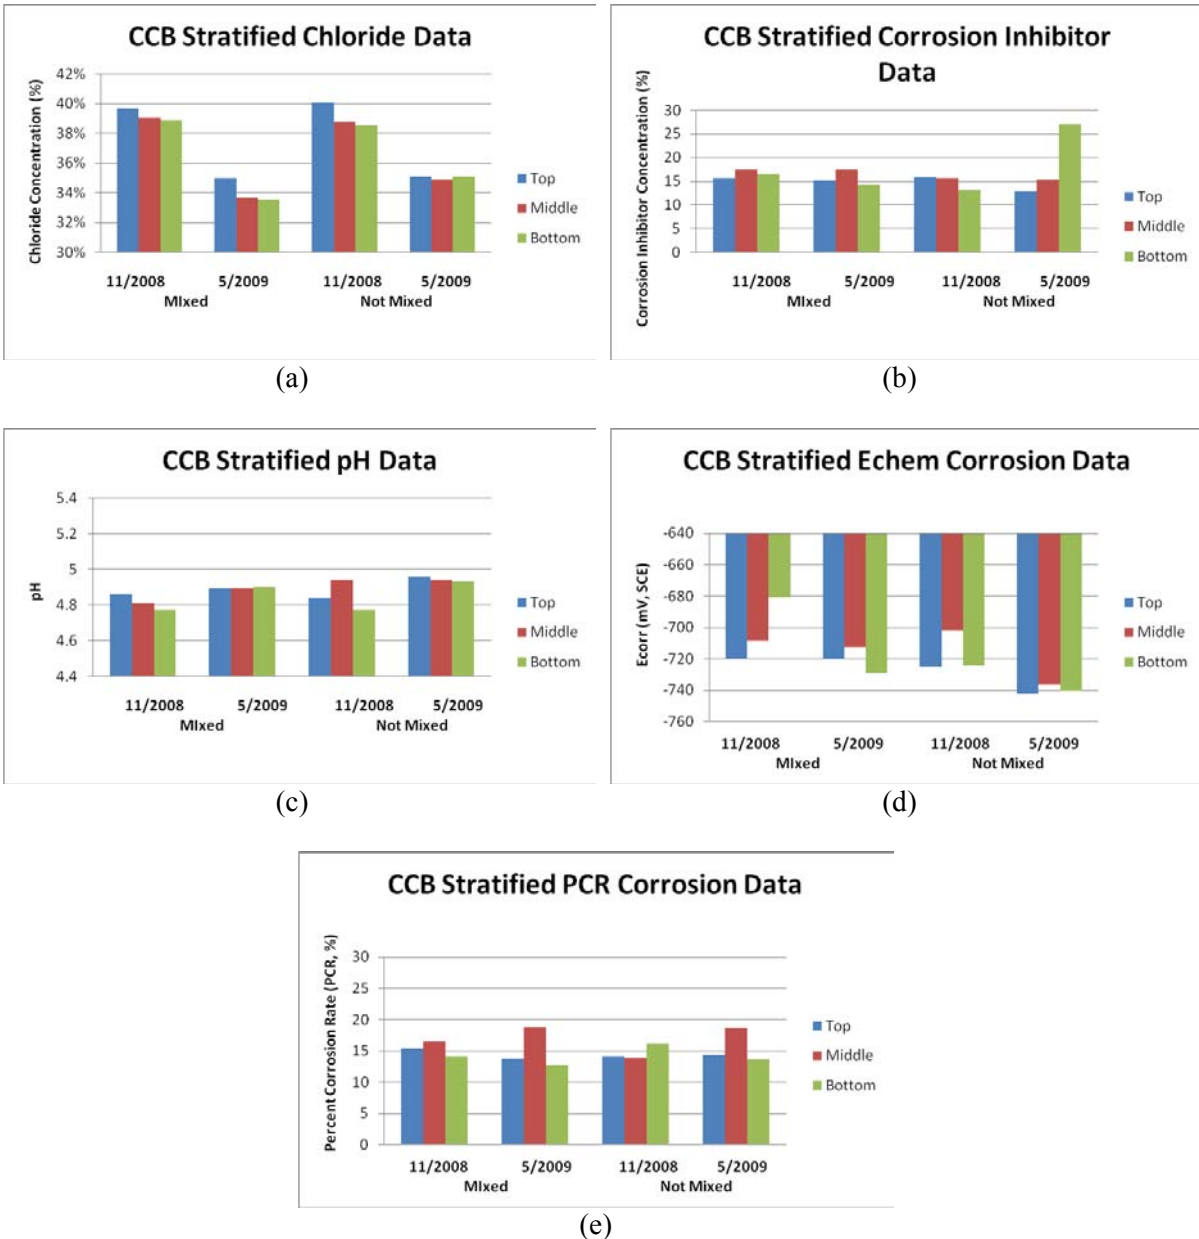 CCB Stratified Chloride Data
Chloride Concentration (%)
42%
40%
38%
36%
34%
32%
30%
11/2008 5/2009 11/2008 5/2009
MIxed Not Mixed
Top
Middle
Bottom
(a)
CCB Stratified Corrosion Inhibitor
Data
Corrosion Inhibitor Concentration (%)
30
25
20
15
10
5
0
11/2008 5/2009 11/2008 5/2009
MIxed Not Mixed
Top
Middle
Bottom
(b)
CCB Stratified pH Data
pH
5.4
5.2
5
4.8
4.6
4.4
11/2008 5/2009 11/2008 5/2009
MIxed Not Mixed
Top
Middle
Bottom
(c)
CCB Stratified Echem Corrosion Data
Ecorr (mV, SCE)
-640
-660
-680
-700
-720
-740
-760
11/2008 5/2009 11/2008 5/2009
MIxed Not Mixed
Top
Middle
Bottom
(d)
CCB Stratified PCR Corrosion Data
Percent Corrosion Rate (PCR, %)
30
25
20
15
10
5
0
11/2008 5/2009 11/2008 5/2009
MIxed Not Mixed
Top
Middle
Bottom
(e)